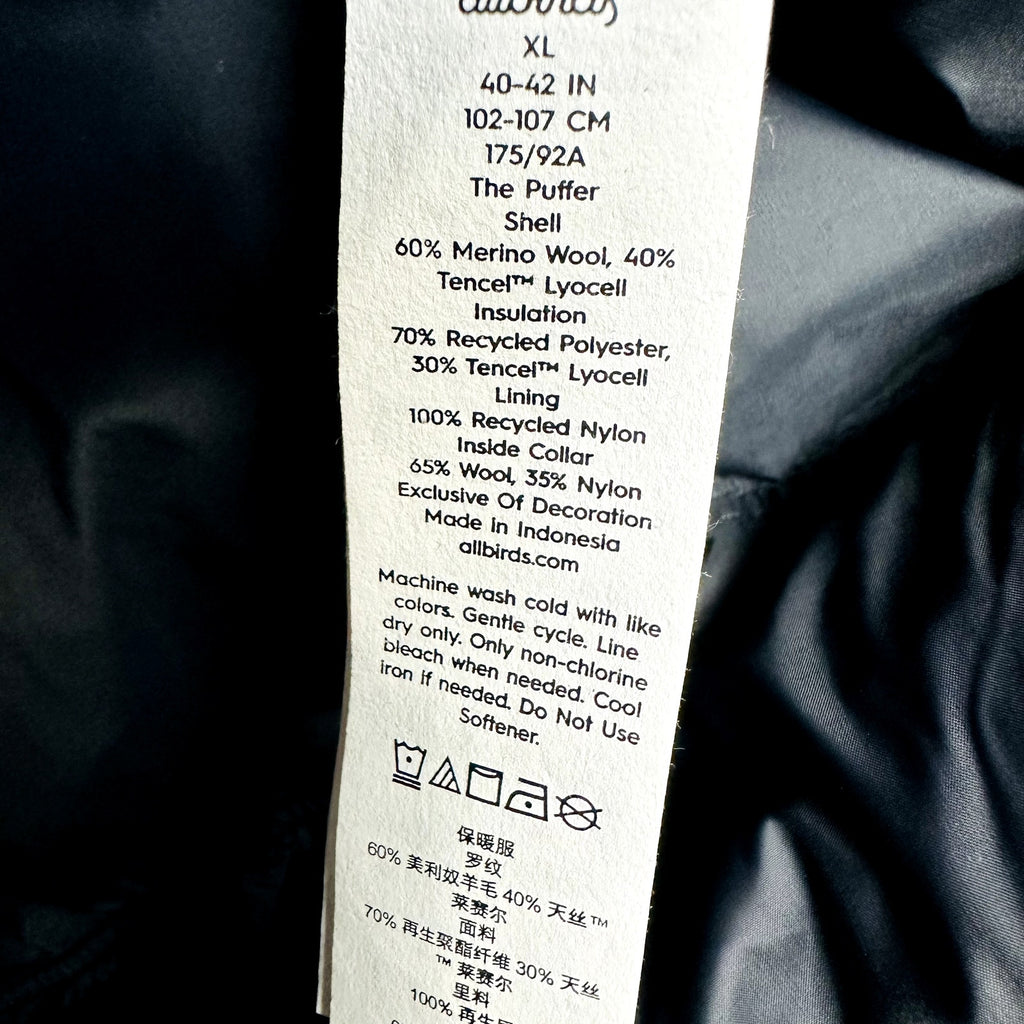 allbirds
XL
40-42 IN
102-107 CM
175/92A
The Puffer
Shell
60% Merino Wool, 40%
Tencel™ Lyocell
Insulation
70% Recycled Polyester,
30% Tencel™ Lyocell
Lining
100% Recycled Nylon
Inside Collar
65% Wool, 35% Nylon
Exclusive Of Decoration
Made in Indonesia
allbirds.com
Machine wash cold with like
colors. Gentle cycle. Line
dry only. Only non-chlorine
bleach when needed. Cool
iron if needed. Do Not Use
Softener.
保暖服
罗纹
60% 美利奴羊毛 40% 天丝™
莱赛尔
面料
70% 再生聚酯纤维 30% 天丝
™ 莱赛尔
里料
100% 再生